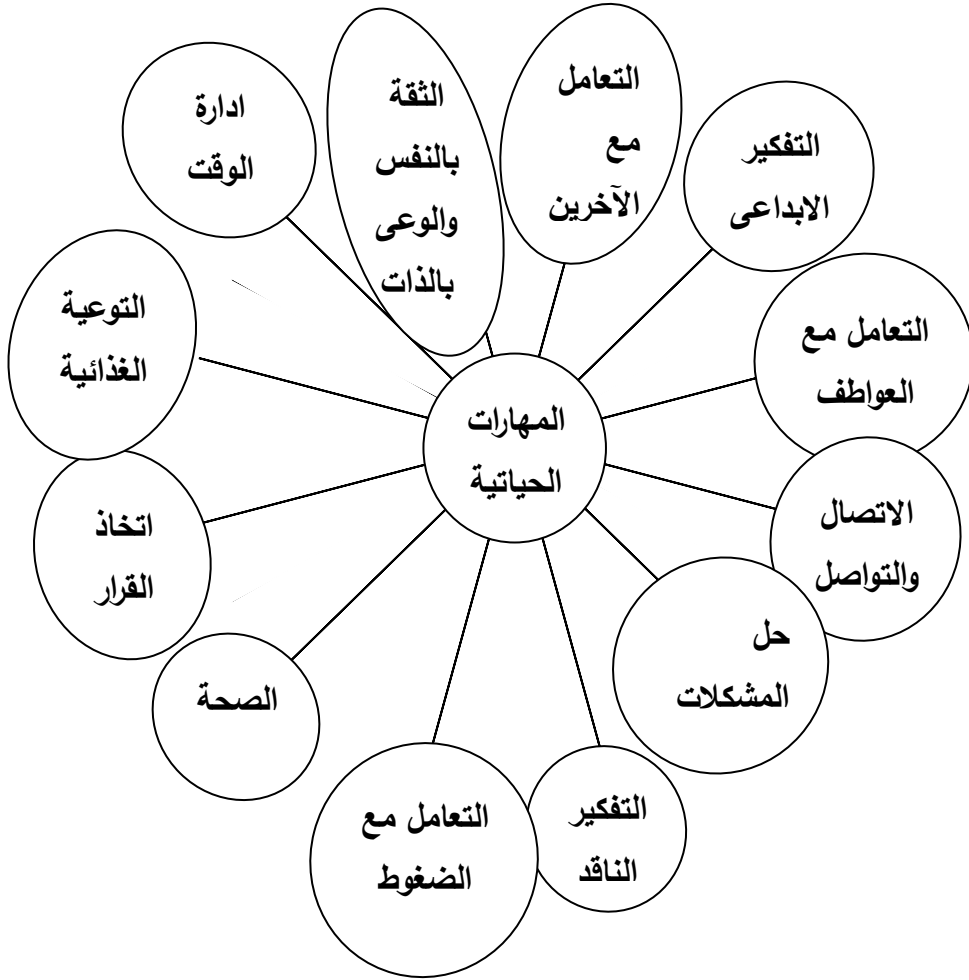 المهارات
الحياتية
التعامل
مع
الآخرين
التفكير
الابداعى
التعامل مع
العواطف
الاتصال
والتواصل
حل
المشكلات
التفكير
الناقد
التعامل مع
الضغوط
الصحة
اتخاذ
القرار
التوعية
الغذائية
ادارة
الوقت
الثقة
بالنفس
والوعى
بالذات